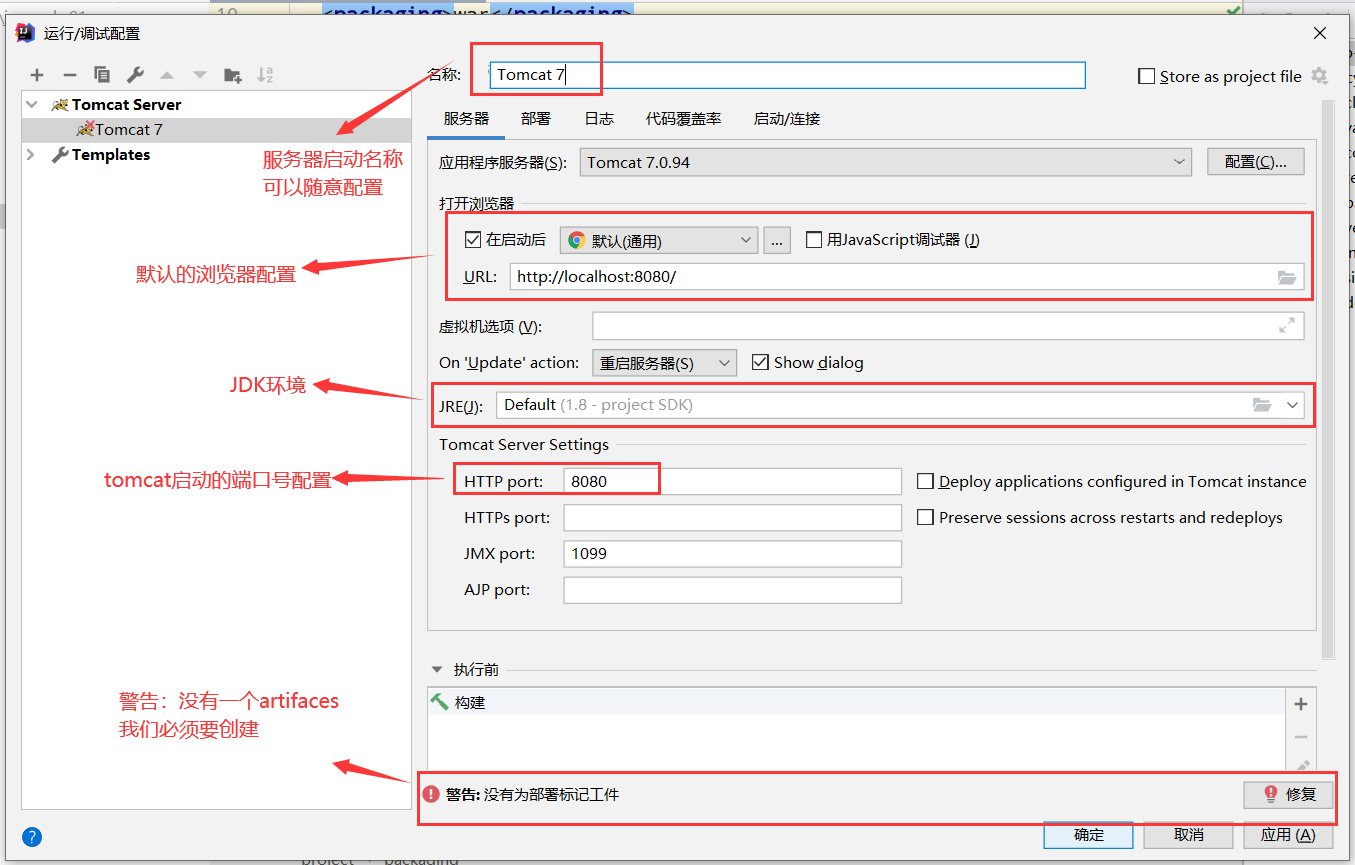 10 <packaging>war</packaging>
运行/调试配置
名称: Tomcat 7
Store as project file
Tomcat Server
Tomcat 7
Templates
服务器启动名称
可以随意配置
服务器 部署 日志 代码覆盖率 启动/连接
应用程序服务器(S): Tomcat 7.0.94 配置(C)...
打开浏览器
在启动后 默认(通用) ... 用JavaScript调试器 (J)
URL: http://localhost:8080/
默认的浏览器配置
虚拟机选项 (V):
On 'Update' action: 重启服务器(S) Show dialog
JDK环境
JRE(J): Default (1.8 - project SDK)
Tomcat Server Settings
tomcat启动的端口号配置
HTTP port: 8080 Deploy applications configured in Tomcat instance
HTTPs port: Preserve sessions across restarts and redeploys
JMX port: 1099
AJP port:
执行前
构建
警告：没有一个artifaces
我们必须要创建
警告: 没有为部署标记工件 修复
? 确定 取消 应用 (A)
project packaging